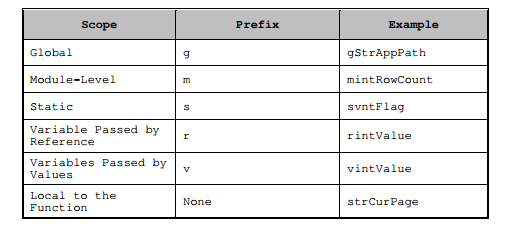 Scope Prefix Example
Global g gStrAppPath
Module-Level m mintRowCount
Static s svntFlag
Variable Passed by
Reference r rintValue
Variables Passed by
Values v vintValue
Local to the
Function None strCurPage